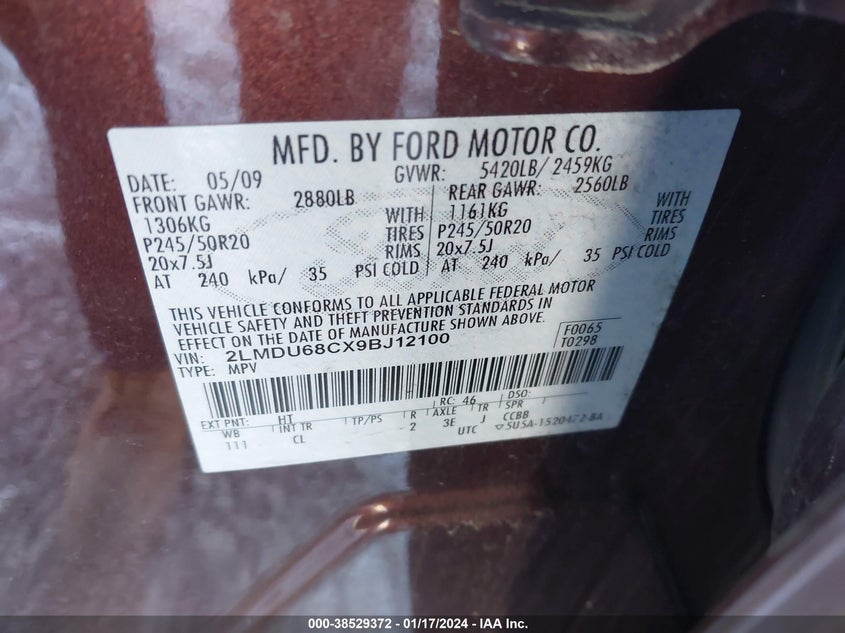 MFD. BY FORD MOTOR CO.
DATE: 05/09 GVWR: 5420LB/ 2459KG
FRONT GAWR: 2880LB REAR GAWR: 2560LB
1306KG WITH 1161KG WITH
P245/50R20 TIRES P245/50R20 TIRES
20x7.5J RIMS 20x7.5J RIMS
AT 240 kPa/ 35 PSI COLD AT 240 kPa/ 35 PSI COLD
THIS VEHICLE CONFORMS TO ALL APPLICABLE FEDERAL MOTOR
VEHICLE SAFETY AND THEFT PREVENTION STANDARDS IN
EFFECT ON THE DATE OF MANUFACTURE SHOWN ABOVE.
VIN: 2LMDU68CX9BJ12100 F0065
TYPE: MPV T0298
EXT PNT: HT RC: 46 DSO:
WB INT TR TP/PS R AXLE TR SPR
111 CL 2 3E J CCBB
UTC 5U5A-1520472-BA
000-38529372 - 01/17/2024 - IAA Inc.